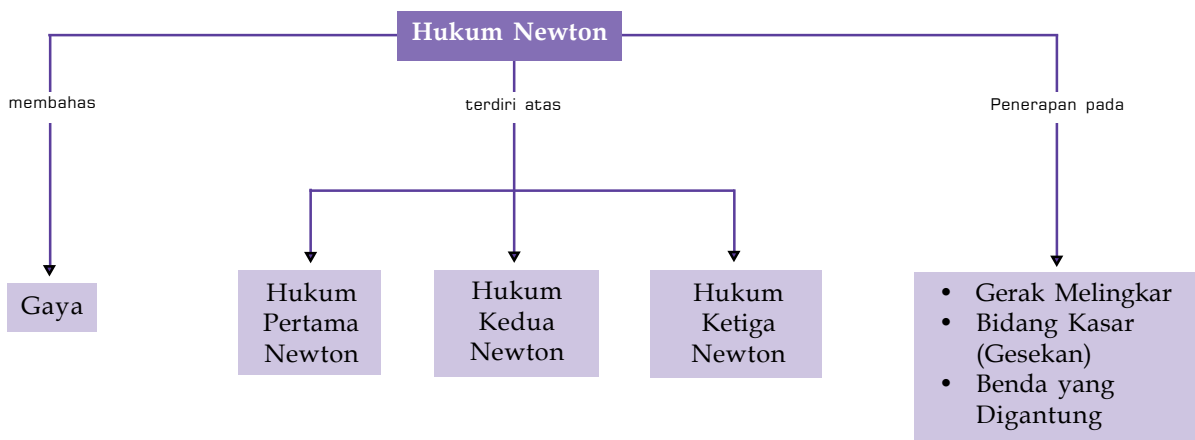 Hukum Newton
membahas
terdiri atas
Penerapan pada
Gaya
Hukum
Pertama
Newton
Hukum
Kedua
Newton
Hukum
Ketiga
Newton
• Gerak Melingkar
• Bidang Kasar
(Gesekan)
• Benda yang
Digantung